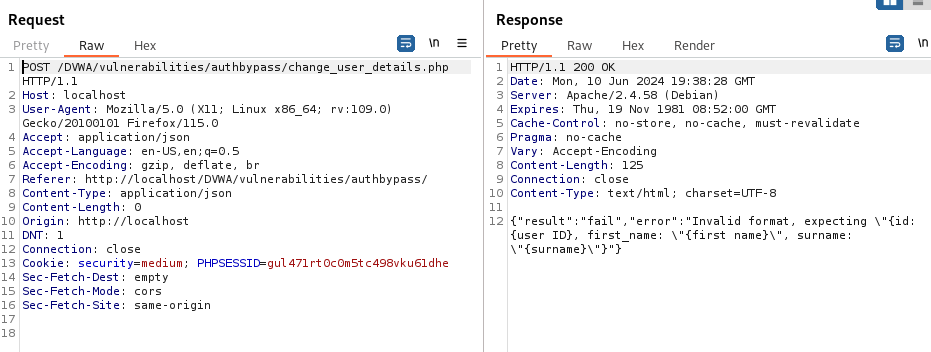 Request
Pretty Raw Hex
\n
1 POST /DVWA/vulnerabilities/authbypass/change_user_details.php
HTTP/1.1
2 Host: localhost
3 User-Agent: Mozilla/5.0 (X11; Linux x86_64; rv:109.0)
Gecko/20100101 Firefox/115.0
4 Accept: application/json
5 Accept-Language: en-US,en;q=0.5
6 Accept-Encoding: gzip, deflate, br
7 Referer: http://localhost/DVWA/vulnerabilities/authbypass/
8 Content-Type: application/json
9 Content-Length: 0
10 Origin: http://localhost
11 DNT: 1
12 Connection: close
13 Cookie: security=medium; PHPSESSID=gul471rt0c0m5tc498vku61dhe
14 Sec-Fetch-Dest: empty
15 Sec-Fetch-Mode: cors
16 Sec-Fetch-Site: same-origin
17
18
Response
Pretty Raw Hex Render
\n
1 HTTP/1.1 200 OK
2 Date: Mon, 10 Jun 2024 19:38:28 GMT
3 Server: Apache/2.4.58 (Debian)
4 Expires: Thu, 19 Nov 1981 08:52:00 GMT
5 Cache-Control: no-store, no-cache, must-revalidate
6 Pragma: no-cache
7 Vary: Accept-Encoding
8 Content-Length: 125
9 Connection: close
10 Content-Type: text/html; charset=UTF-8
11
12 {"result":"fail","error":"Invalid format, expecting \"{id:
{user ID}, first_name: \"{first name}\", surname:
\"{surname}\"}"}